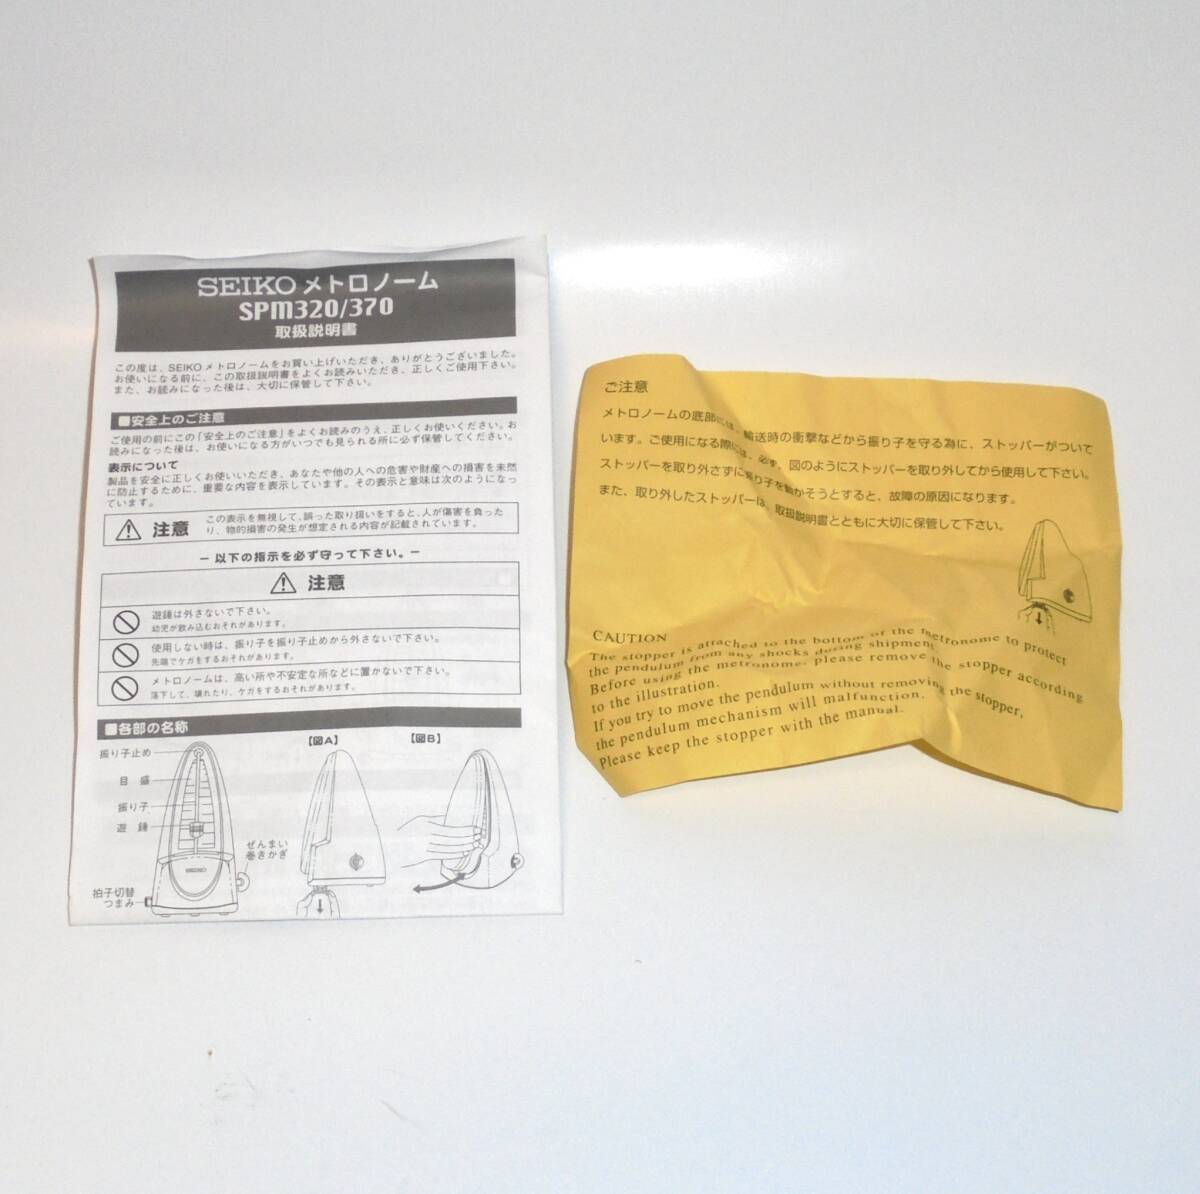 SEIKO メトロノーム
SPM320/370
取扱説明書
この度は、SEIKOメトロノームをお買い上げいただき、ありがとうございました。
お使いになる前に、この取扱説明書をよくお読みいただき、正しくご使用下さい。
また、お読みになった後は、大切に保管して下さい。
■安全上のご注意
ご使用の前にこの「安全上のご注意」をよくお読みのうえ、正しくお使いください。お
読みになった後は、お使いになる方がいつでも見られる所に必ず保管してください。
表示について
製品を安全に正しくお使いいただき、あなたや他の人への危害や財産への損害を未然
に防止するために、重要な内容を表示しています。その表示と意味は次のようになっ
ています。
注意
この表示を無視して、誤った取り扱いをすると、人が傷害を負った
り、物的損害の発生が想定される内容が記載されています。
ー 以下の指示を必ず守って下さい。ー
注意
遊錘は外さないで下さい。
幼児が飲み込むおそれがあります。
使用しない時は、振り子を振り子止めから外さないで下さい。
先端でケガをするおそれがあります。
メトロノームは、高い所や不安定な所などに置かないで下さい。
落下して、壊れたり、ケガをするおそれがあります。
■各部の名称
振り子止め
目盛
振り子
遊錘
ぜんまい
巻きかぎ
拍子切替
つまみ
SEIKO
【図A】
【図B】
ご注意
メトロノームの底部には、輸送時の衝撃などから振り子を守る為に、ストッパーがついて
います。ご使用になる際には、必ず、図のようにストッパーを取り外してから使用して下さい。
ストッパーを取り外さずに振り子を動かそうとすると、故障の原因になります。
また、取り外したストッパーは、取扱説明書とともに大切に保管して下さい。
CAUTION
The stopper is attached to the bottom of the metronome to protect
the pendulum from any shocks during shipment.
Before using the metronome, please remove the stopper according
to the illustration.
If you try to move the pendulum without removing the stopper,
the pendulum mechanism will malfunction.
Please keep the stopper with the manual.